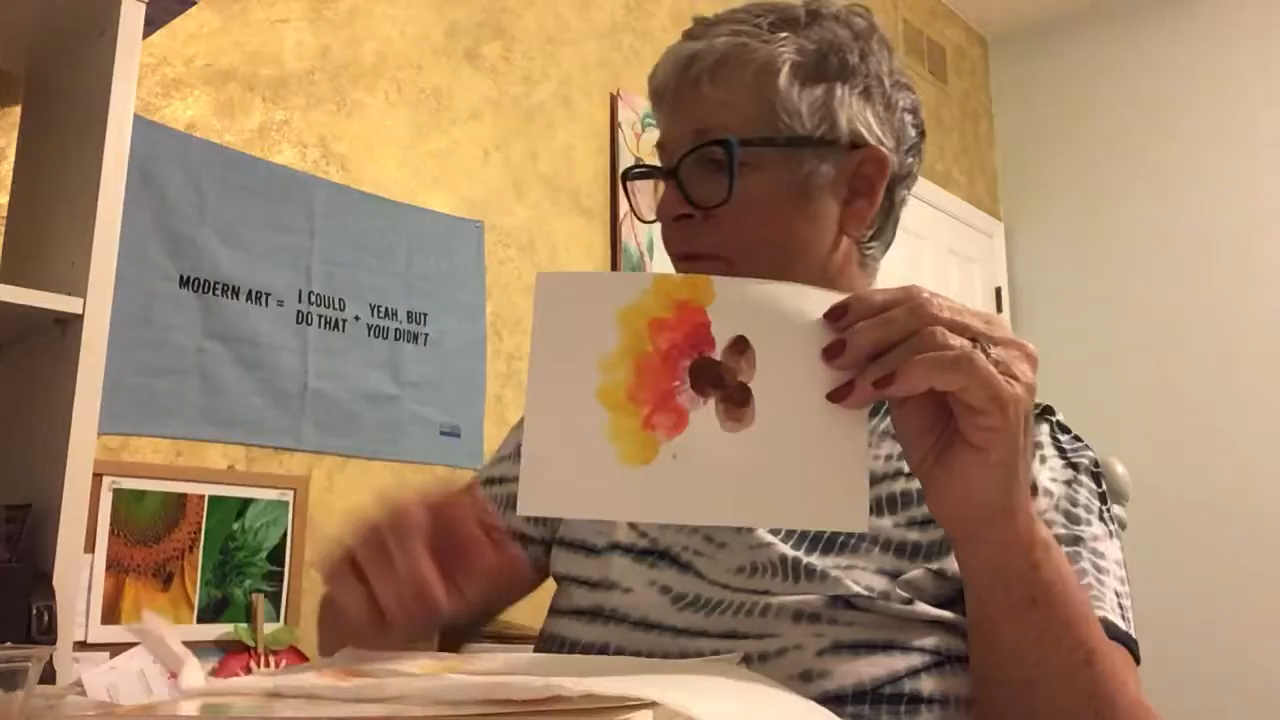 MODERN ART = I COULD + YEAH, BUT
DO THAT YOU DIDN'T